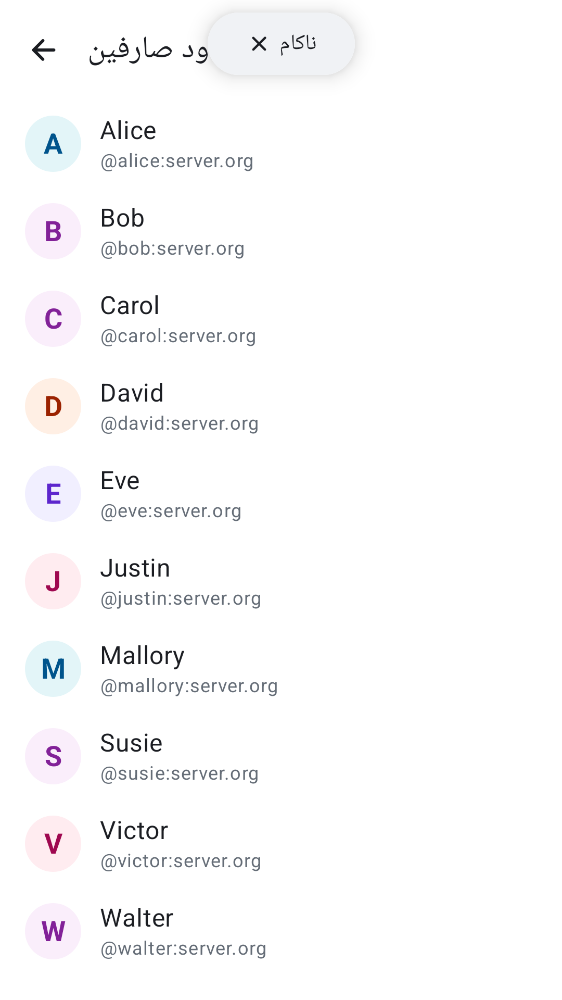 ود صارفین
ناکام
A
Alice
@alice:server.org
B
Bob
@bob:server.org
C
Carol
@carol:server.org
D
David
@david:server.org
E
Eve
@eve:server.org
J
Justin
@justin:server.org
M
Mallory
@mallory:server.org
S
Susie
@susie:server.org
V
Victor
@victor:server.org
W
Walter
@walter:server.org